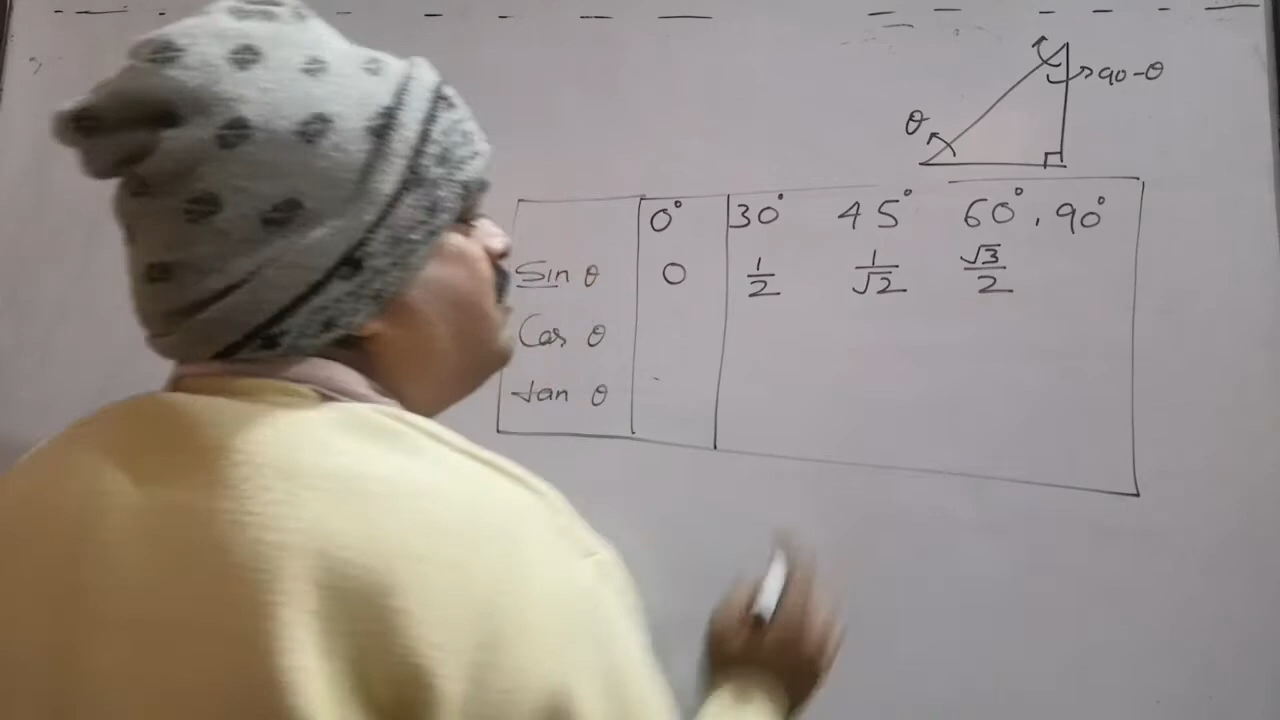 90-θ
θ
0° 30° 45° 60° . 90°
Sin θ 0 1/2 1/√2 √3/2
Cos θ
tan θ